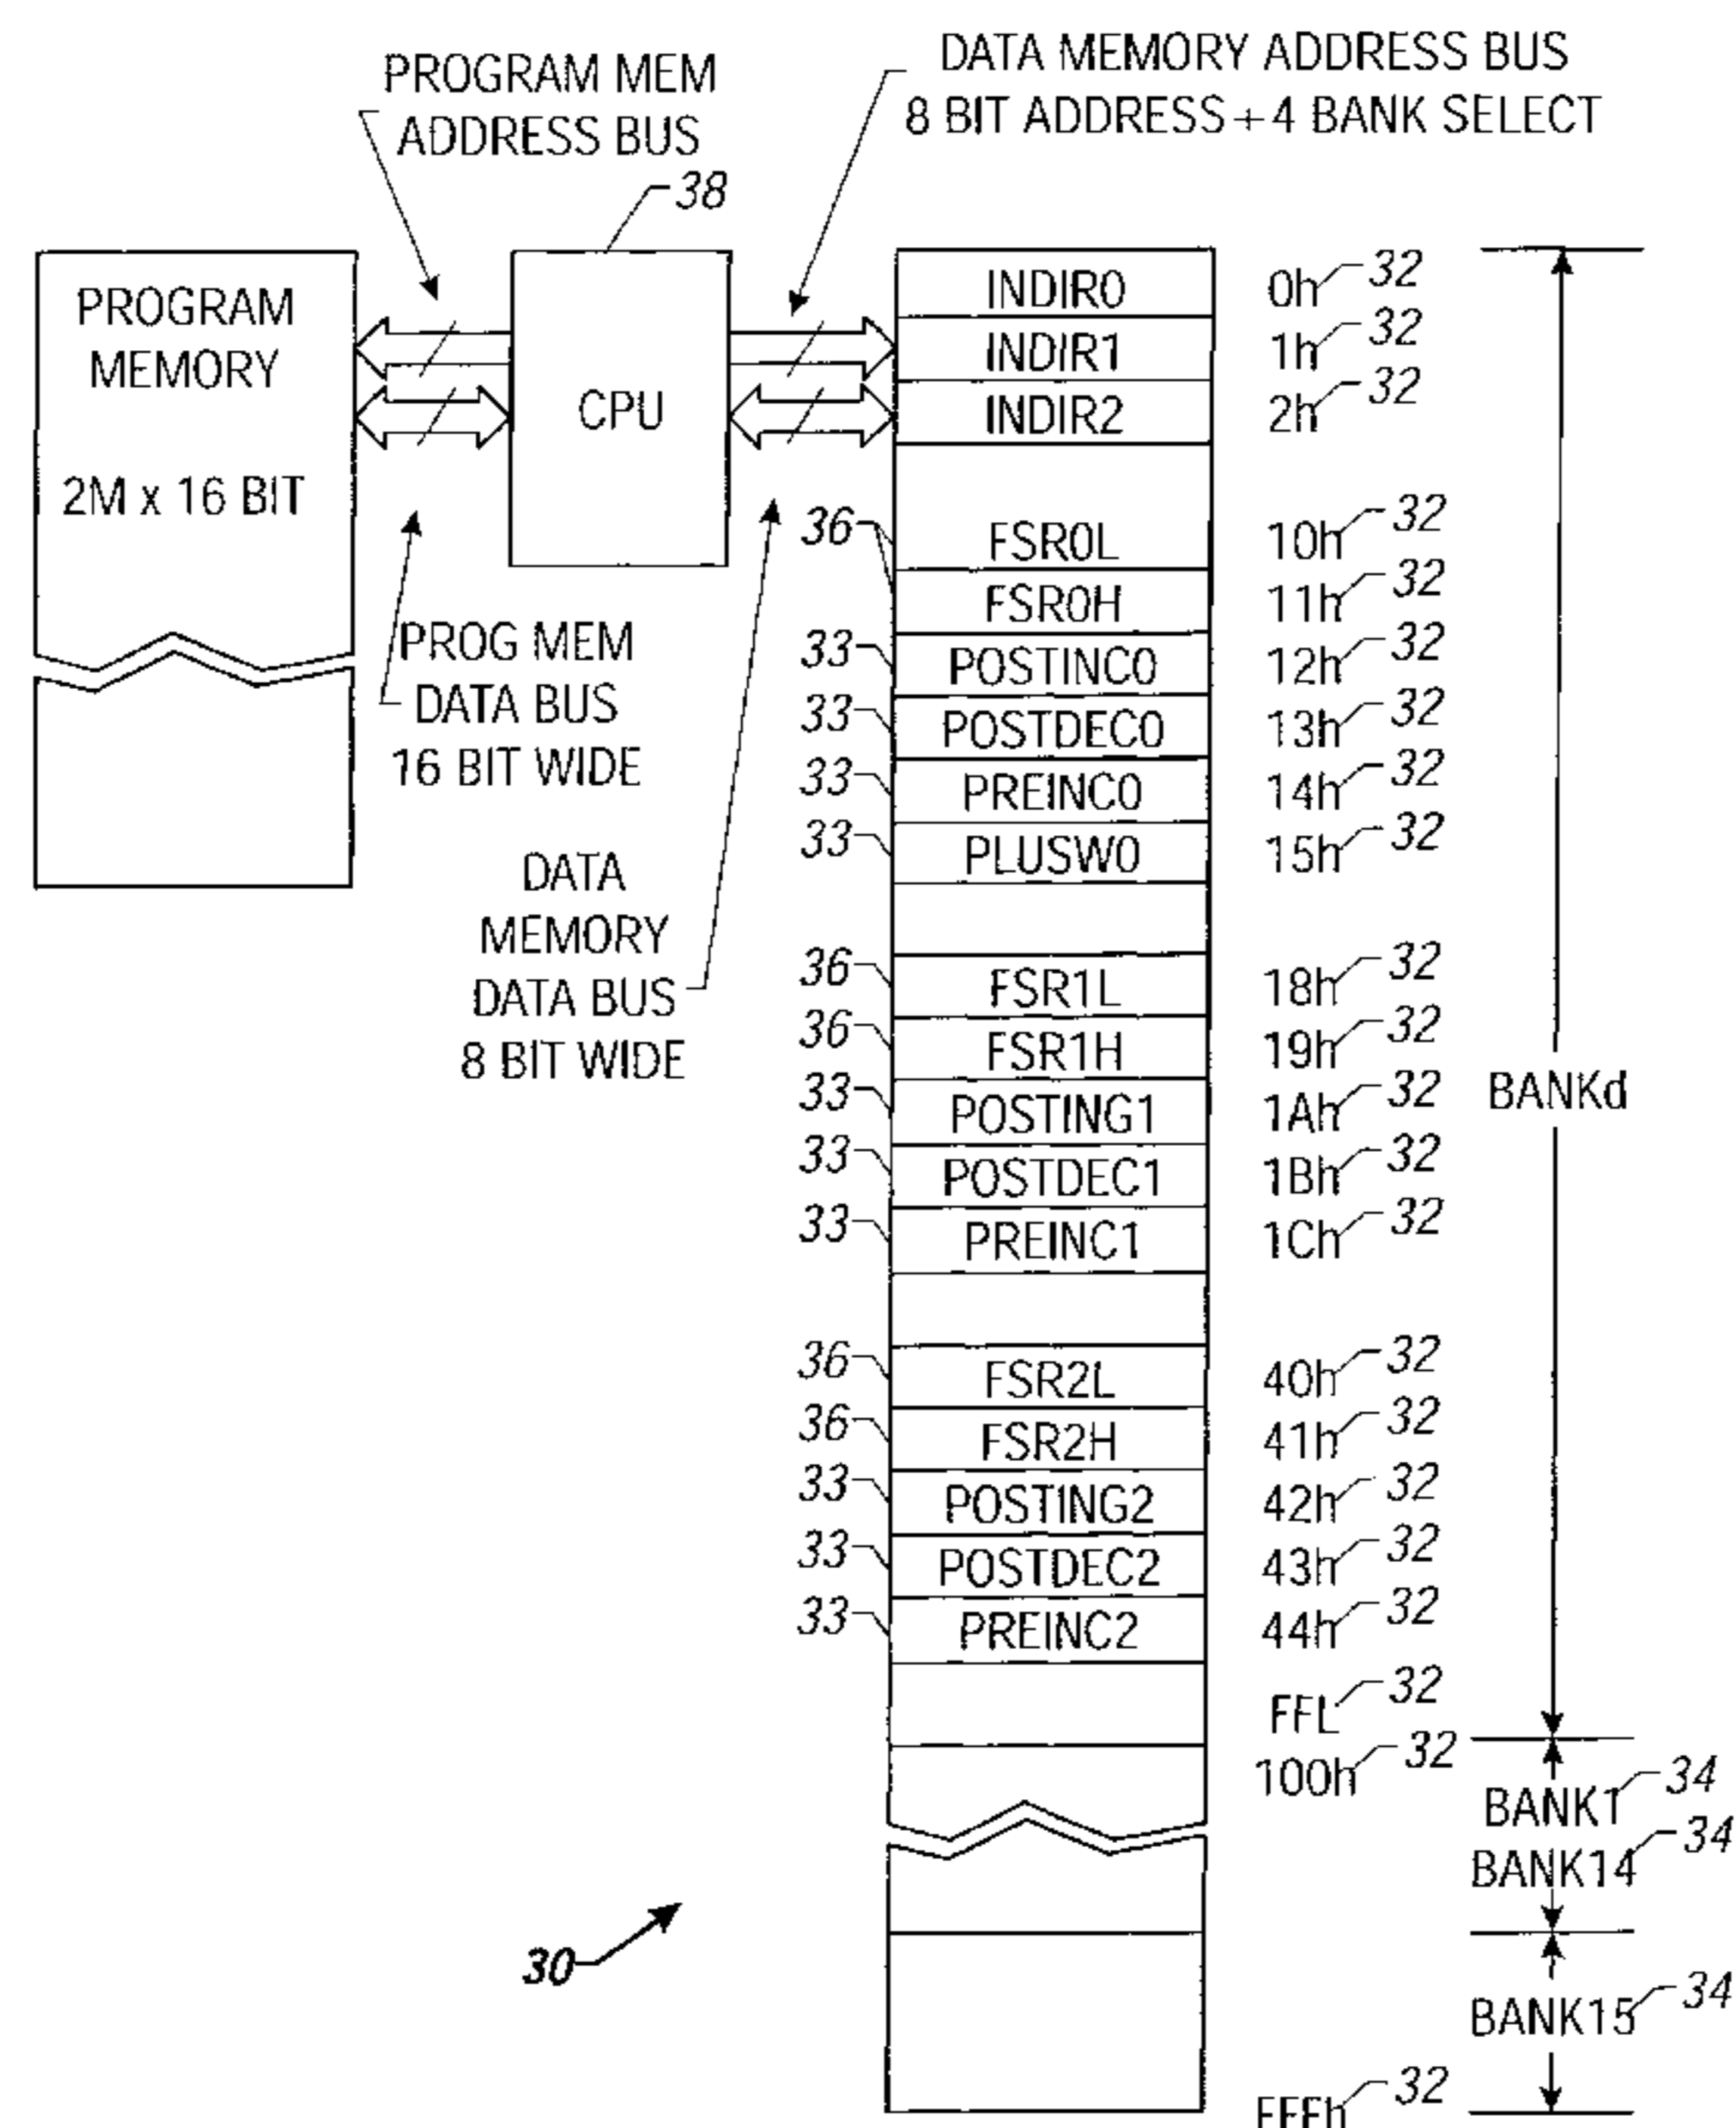 PROGRAM MEM
ADDRESS BUS
DATA MEMORY ADDRESS BUS
8 BIT ADDRESS+4 BANK SELECT
38
PROGRAM
MEMORY
2M x 16 BIT
CPU
PROG MEM
DATA BUS
16 BIT WIDE
DATA
MEMORY
DATA BUS
8 BIT WIDE
INDIR0 0h 32
INDIR1 1h 32
INDIR2 2h 32
36 FSR0L 10h 32
FSR0H 11h 32
33 POSTINC0 12h 32
33 POSTDEC0 13h 32
33 PREINC0 14h 32
33 PLUSW0 15h 32
36 FSR1L 18h 32
36 FSR1H 19h 32
33 POSTING1 1Ah 32
33 POSTDEC1 1Bh 32
33 PREINC1 1Ch 32
36 FSR2L 40h 32
36 FSR2H 41h 32
33 POSTING2 42h 32
33 POSTDEC2 43h 32
33 PREINC2 44h 32
FFL 32
100h 32
BANKd
BANK1 34
BANK14 34
BANK15 34
FFFh 32
30